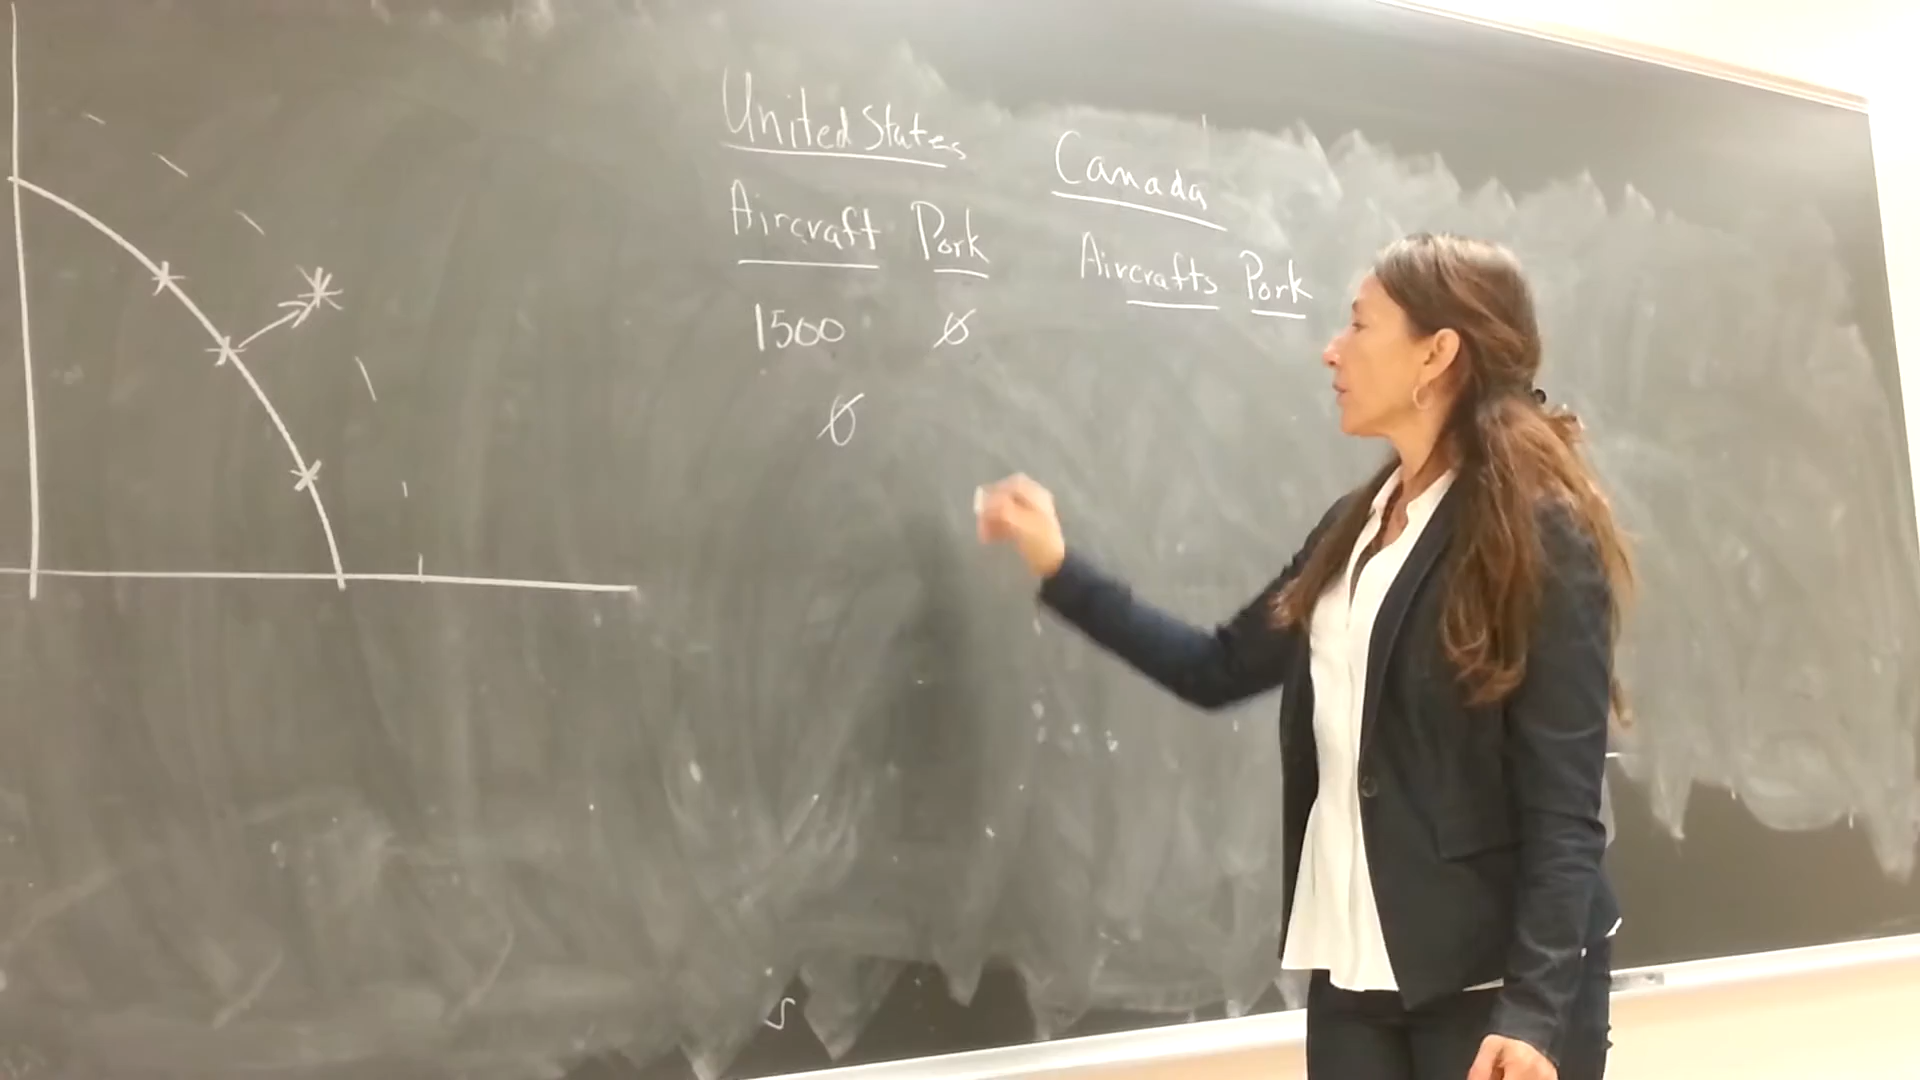 United States
Aircraft Pork
1500 0
0
Canada
Aircrafts Pork